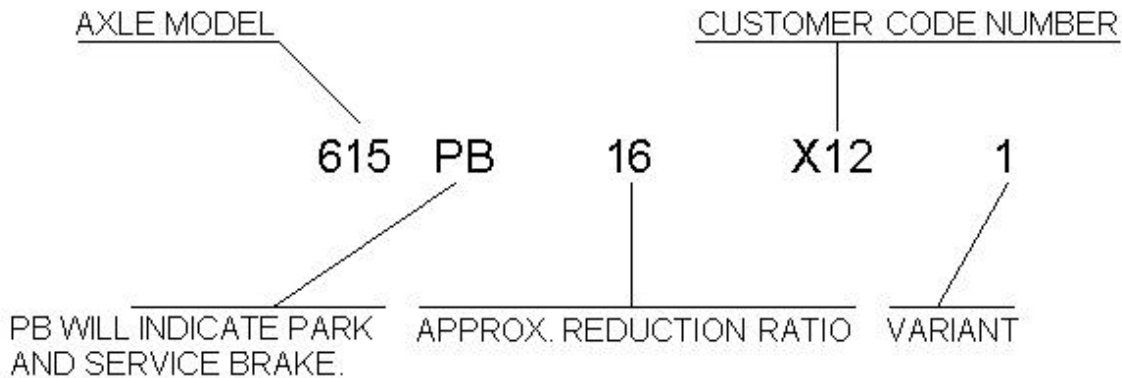 AXLE MODEL
CUSTOMER CODE NUMBER
615 PB 16 X12 1
PB WILL INDICATE PARK
AND SERVICE BRAKE.
APPROX. REDUCTION RATIO
VARIANT